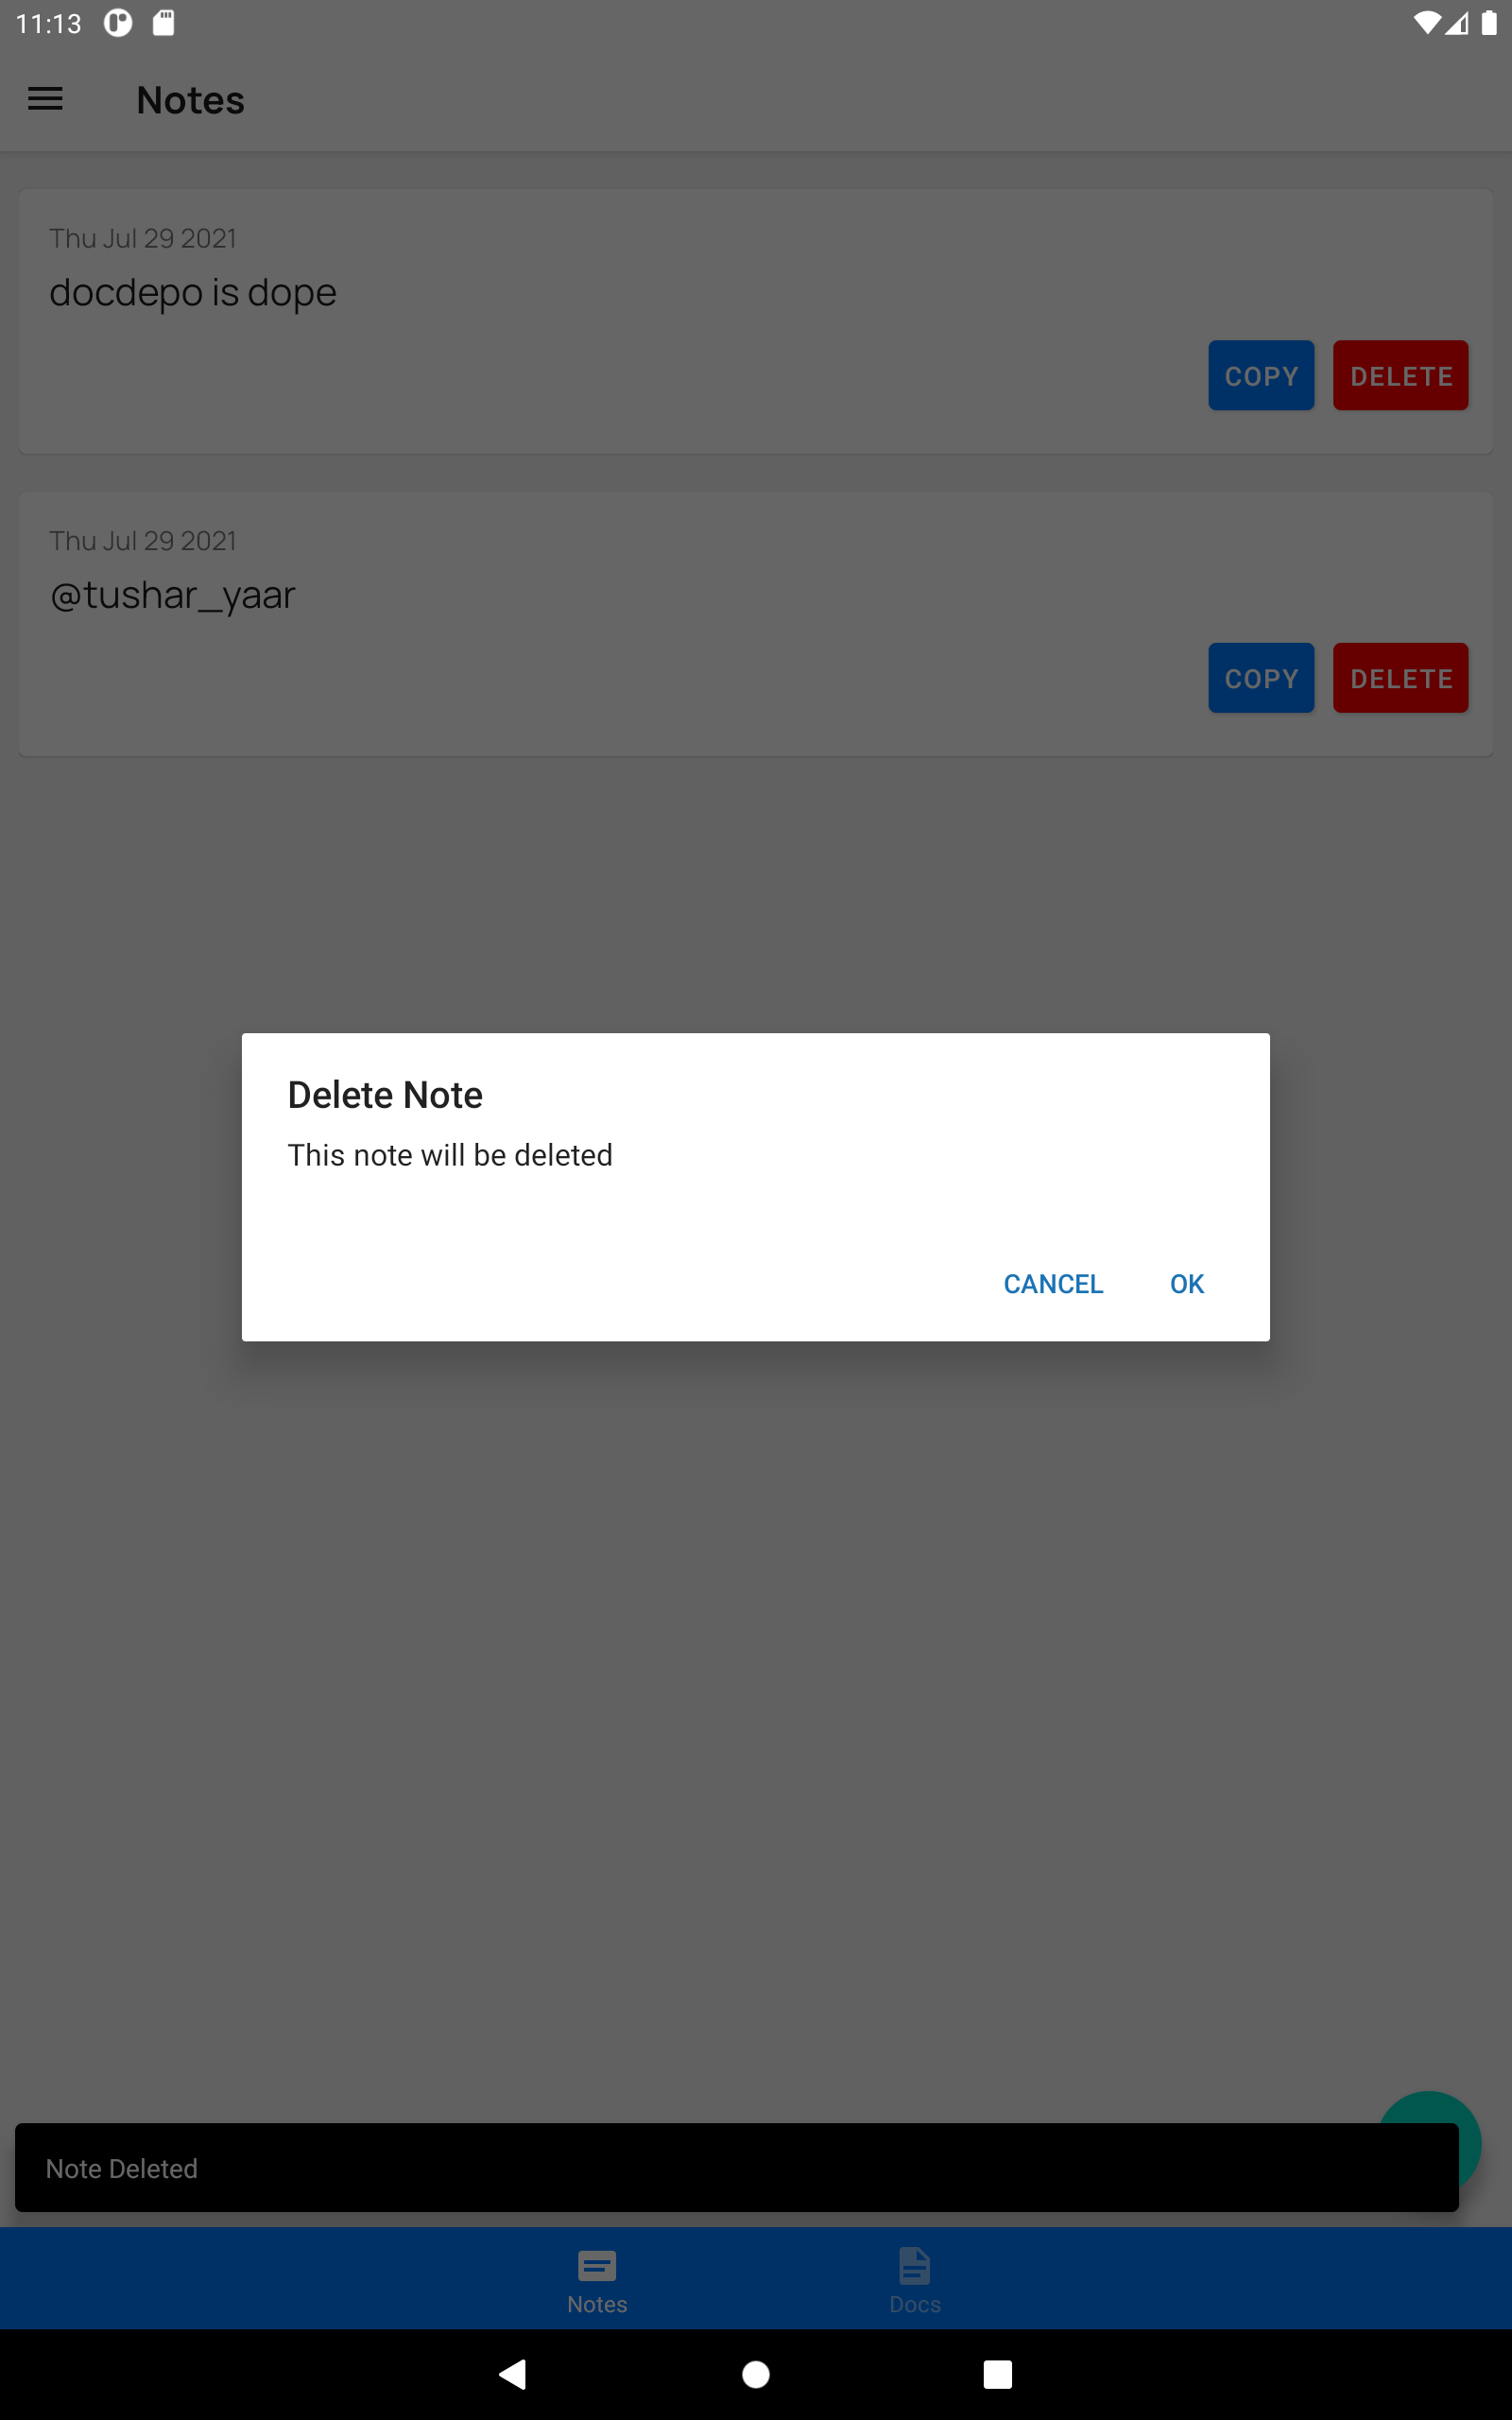 11:13
Notes
Thu Jul 29 2021
docdepo is dope
COPY DELETE
Thu Jul 29 2021
@tushar_yaar
COPY DELETE
Delete Note
This note will be deleted
CANCEL OK
Note Deleted
Notes Docs